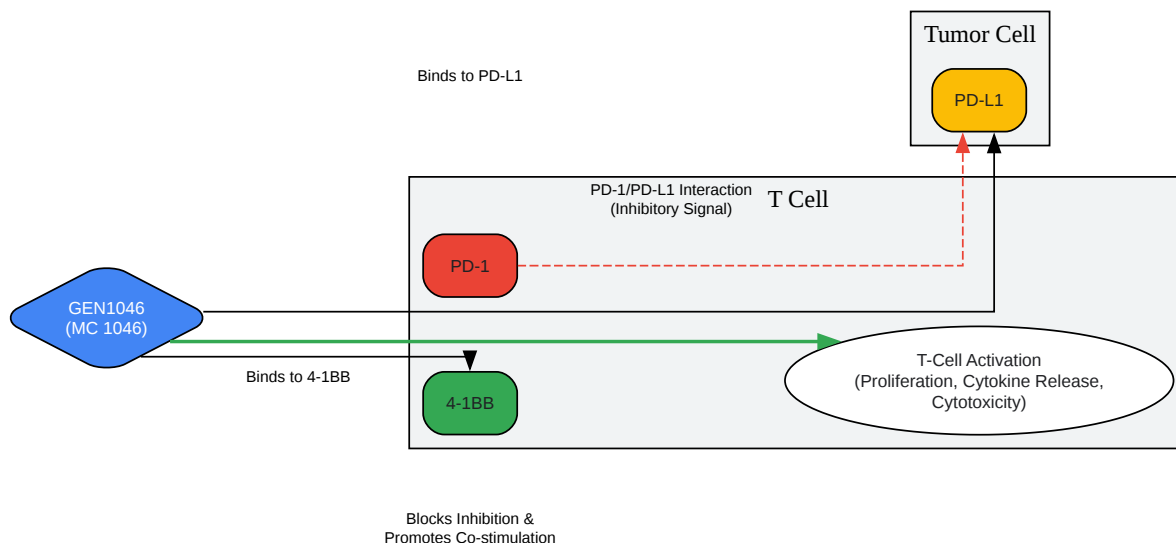 Tumor Cell
Binds to PD-L1
PD-L1
PD-1/PD-L1 Interaction
(Inhibitory Signal)
T Cell
PD-1
GEN1046
(MC 1046)
T-Cell Activation
(Proliferation, Cytokine Release,
Cytotoxicity)
Binds to 4-1BB
4-1BB
Blocks Inhibition &
Promotes Co-stimulation